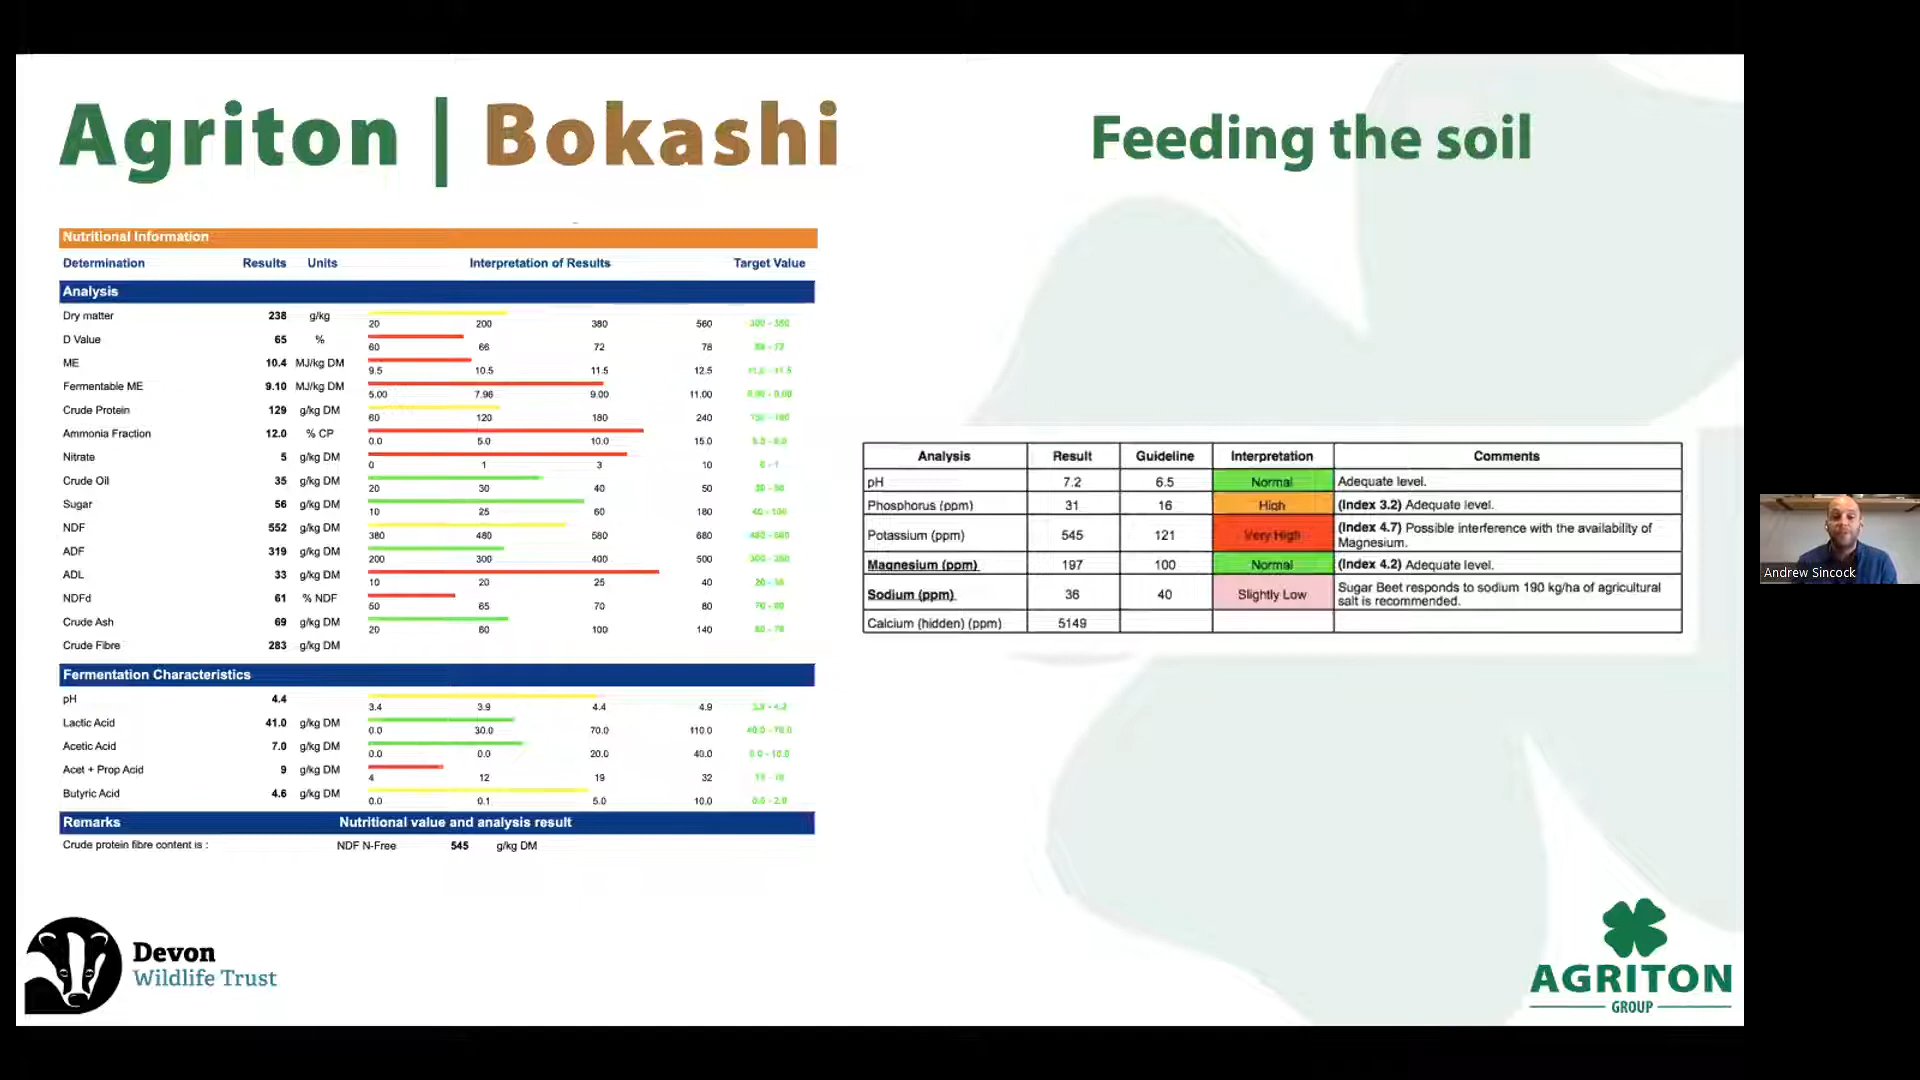 Agriton | Bokashi
Feeding the soil
Nutritional Information
Determination Results Units Interpretation of Results Target Value
Analysis
Dry matter 238 g/kg 20 200 380 560
D Value 65 % 60 66 72 78
ME 10.4 MJ/kg DM 9.5 10.5 11.5 12.5
Fermentable ME 9.10 MJ/kg DM 5.00 7.96 9.00 11.00
Crude Protein 129 g/kg DM 60 120 180 240
Ammonia Fraction 12.0 % CP 0.0 5.0 10.0 15.0
Nitrate 5 g/kg DM 0 1 3 10
Crude Oil 35 g/kg DM 20 30 40 50
Sugar 56 g/kg DM 10 25 60 180
NDF 552 g/kg DM 380 480 580 680
ADF 319 g/kg DM 200 300 400 500
ADL 33 g/kg DM 10 20 25 40
NDFd 61 % NDF 50 65 70 80
Crude Ash 69 g/kg DM 20 60 100 140
Crude Fibre 283 g/kg DM
Fermentation Characteristics
pH 4.4 3.4 3.9 4.4 4.9
Lactic Acid 41.0 g/kg DM 0.0 30.0 70.0 110.0
Acetic Acid 7.0 g/kg DM 0.0 0.0 20.0 40.0
Acet + Prop Acid 9 g/kg DM 4 12 19 32
Butyric Acid 4.6 g/kg DM 0.0 0.1 5.0 10.0
Remarks Nutritional value and analysis result
Crude protein fibre content is : NDF N-Free 545 g/kg DM
Analysis Result Guideline Interpretation Comments
pH 7.2 6.5 Normal Adequate level.
Phosphorus (ppm) 31 16 High (Index 3.2) Adequate level.
Potassium (ppm) 545 121 Very High (Index 4.7) Possible interference with the availability of
Magnesium.
Magnesium (ppm) 197 100 Normal (Index 4.2) Adequate level.
Sodium (ppm) 36 40 Slightly Low Sugar Beet responds to sodium 190 kg/ha of agricultural
salt is recommended.
Calcium (hidden) (ppm) 5149
Andrew Sincock
Devon
Wildlife Trust
AGRITON
GROUP